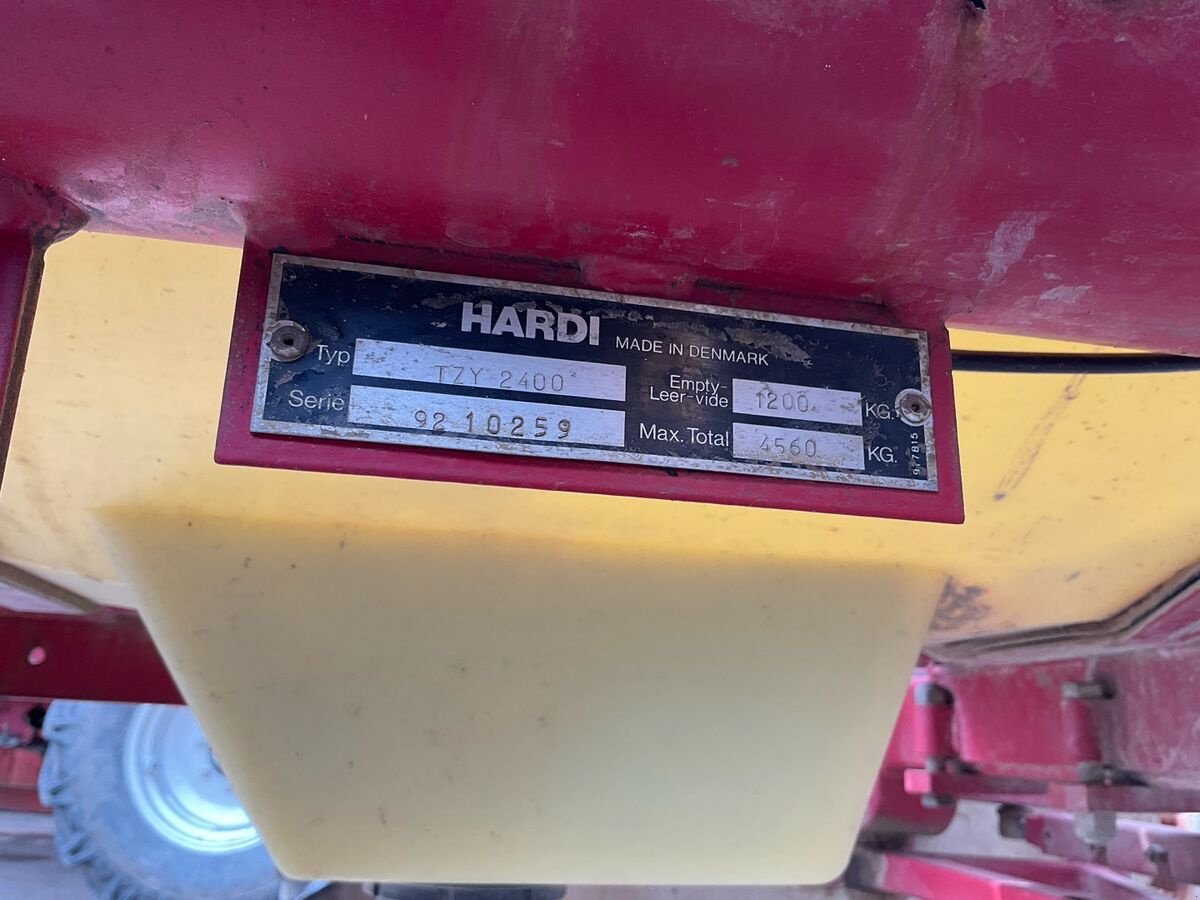 HARDI MADE IN DENMARK
Typ TZY 2400 Empty-
Leer-vide 1200 KG.
Serie 92 10259 Max. Total 4560 KG.
977815